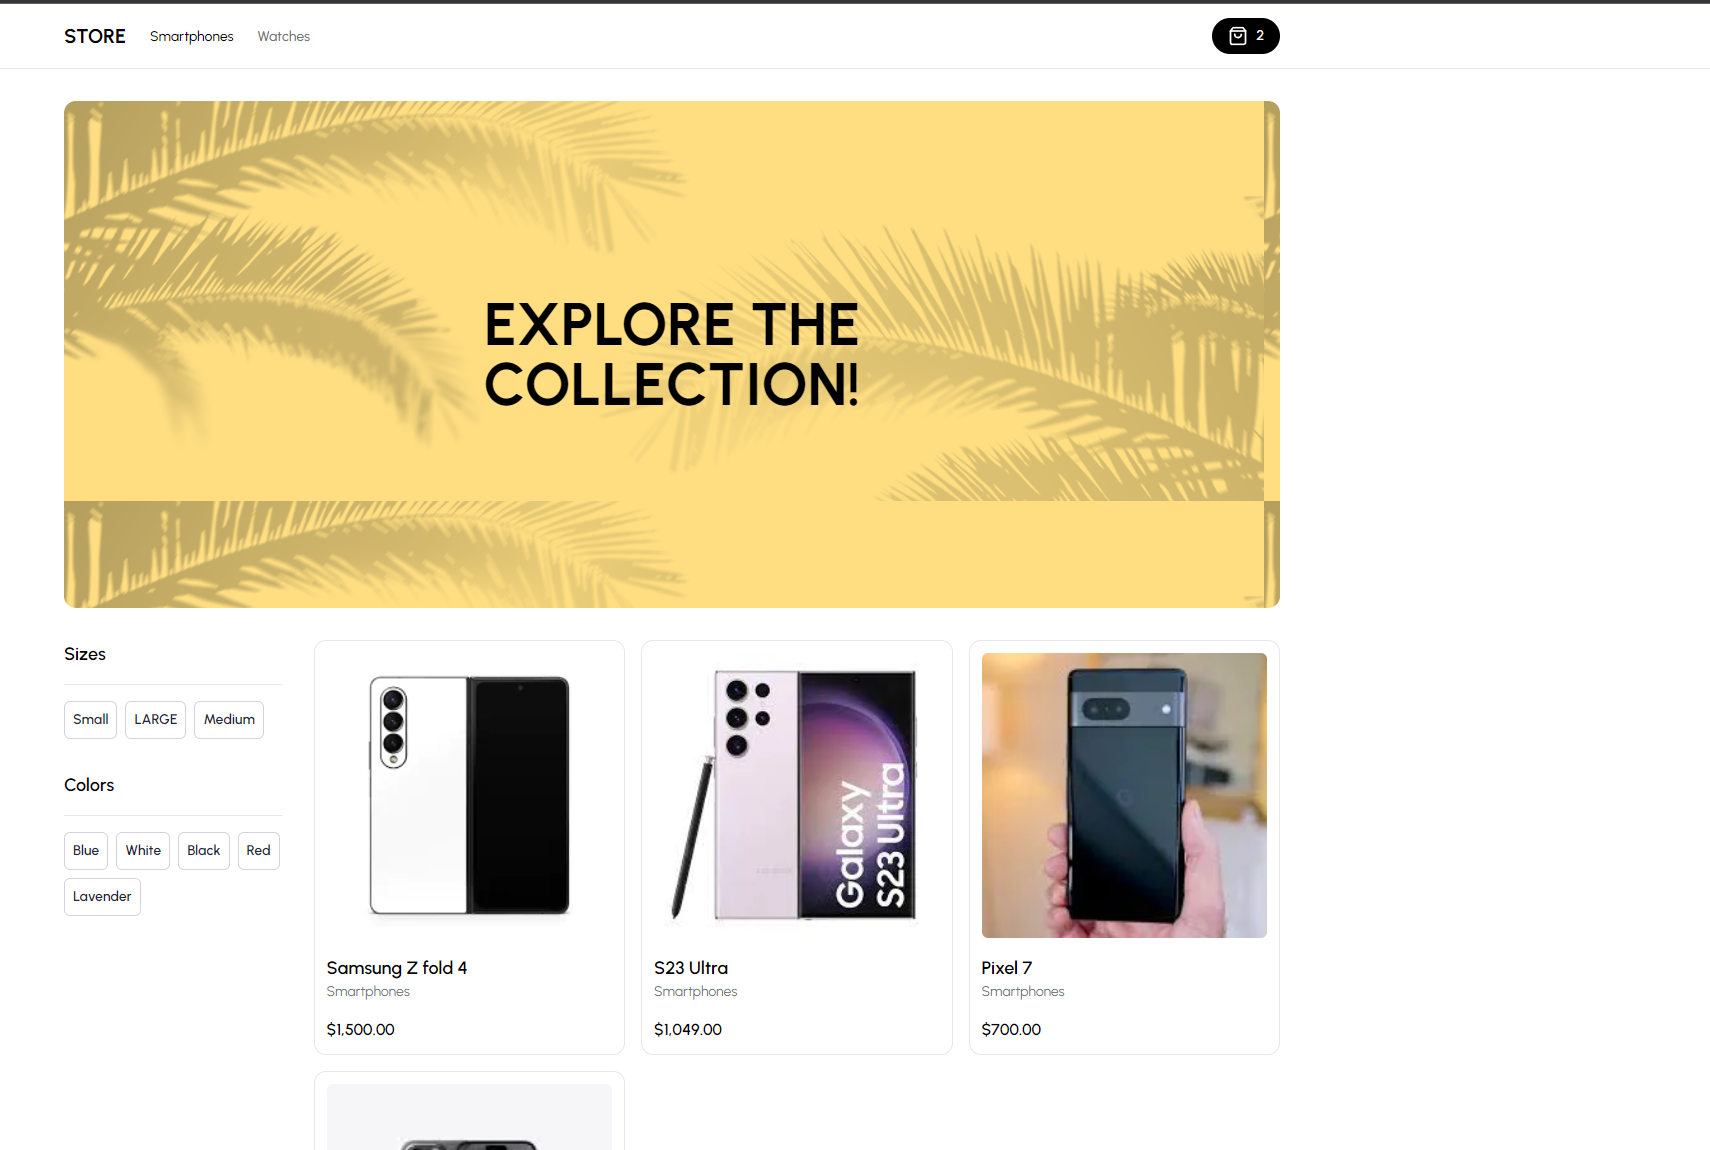 STORE Smartphones Watches 2
EXPLORE THE
COLLECTION!
Sizes
Small LARGE Medium
Colors
Blue White Black Red
Lavender
Galaxy
S23 Ultra
Samsung Z fold 4
Smartphones
$1,500.00
S23 Ultra
Smartphones
$1,049.00
Pixel 7
Smartphones
$700.00